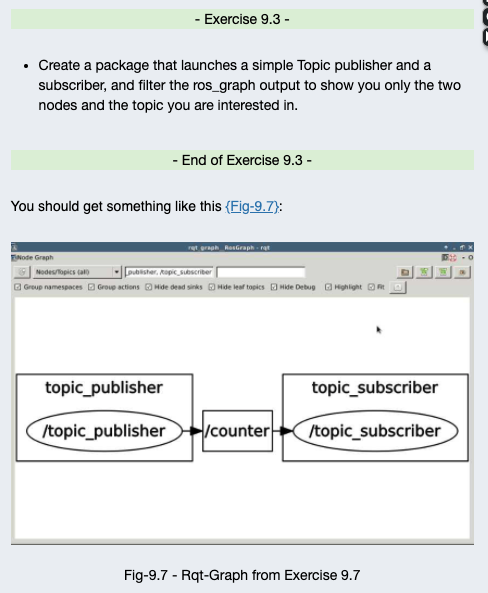 - Exercise 9.3 -
• Create a package that launches a simple Topic publisher and a
subscriber, and filter the ros_graph output to show you only the two
nodes and the topic you are interested in.
- End of Exercise 9.3 -
You should get something like this {Fig-9.7}:
rqt_graph__RosGraph - rqt
Node Graph
Nodes/Topics (all) _publisher, /topic_subscriber
Group namespaces Group actions Hide dead sinks Hide leaf topics Hide Debug Highlight Fit
topic_publisher topic_subscriber
/topic_publisher /counter /topic_subscriber
Fig-9.7 - Rqt-Graph from Exercise 9.7